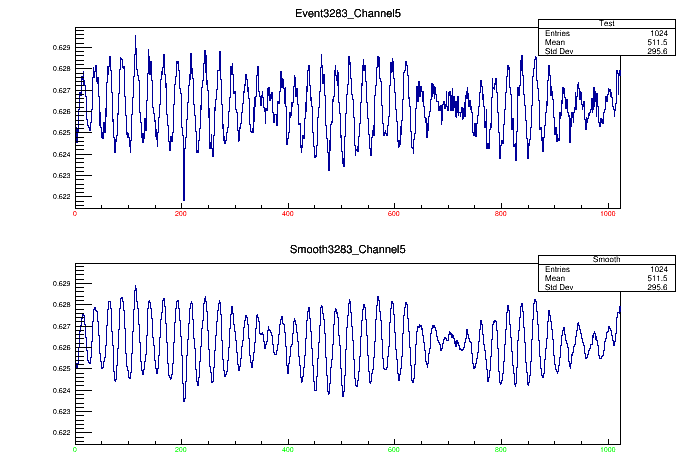 Event3283_Channel5
Test
Entries 1024
Mean 511.5
Std Dev 295.6
0.629
0.628
0.627
0.626
0.625
0.624
0.623
0.622
0 200 400 600 800 1000
Smooth3283_Channel5
Smooth
Entries 1024
Mean 511.5
Std Dev 295.6
0.629
0.628
0.627
0.626
0.625
0.624
0.623
0.622
0 200 400 600 800 1000